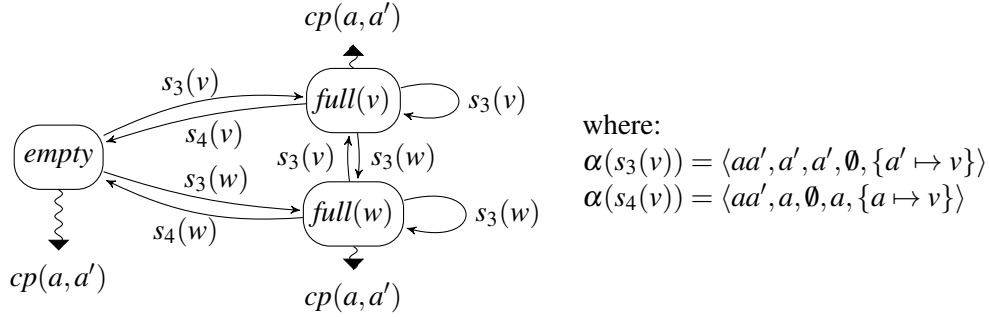 cp(a,a′)
s₃(v)
full(v)
s₃(v)
s₄(v)
empty
s₃(v)
s₃(w)
s₃(w)
full(w)
s₃(w)
s₄(w)
cp(a,a′)
cp(a,a′)
where:
α(s₃(v)) = ⟨aa′,a′,a′,∅,{a′ ↦ v}⟩
α(s₄(v)) = ⟨aa′,a,∅,a,{a ↦ v}⟩